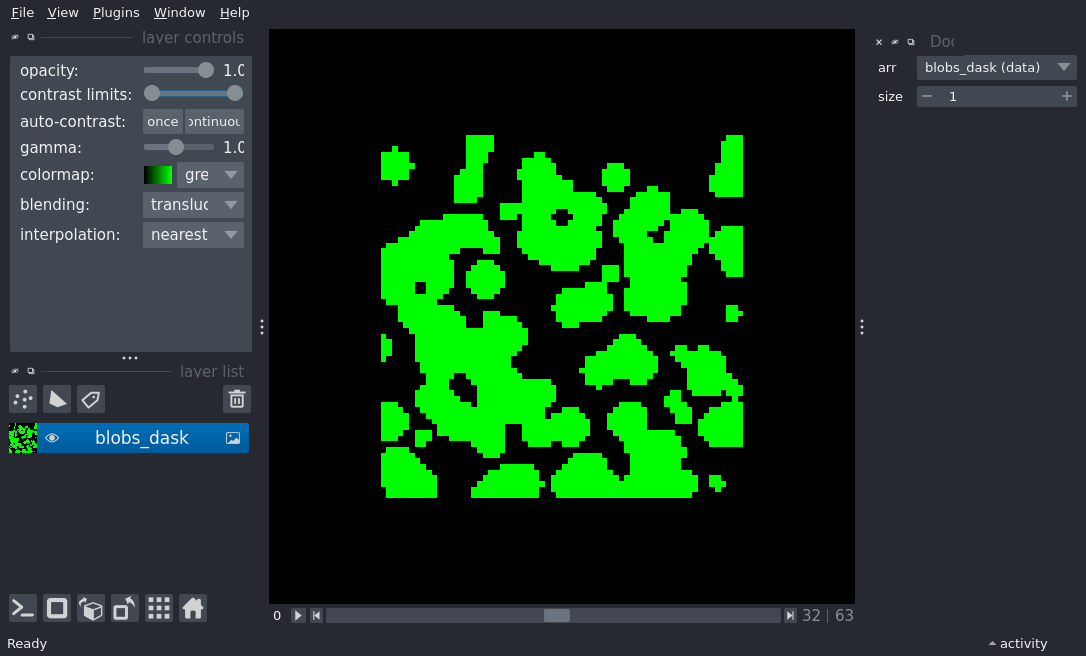 File View Plugins Window Help
layer controls
opacity: 1.0
contrast limits:
auto-contrast: once ontinuou
gamma: 1.0
colormap: gre
blending: transluc
interpolation: nearest
layer list
blobs_dask
0 32 | 63
Ready
Doc
arr blobs_dask (data)
size 1
activity